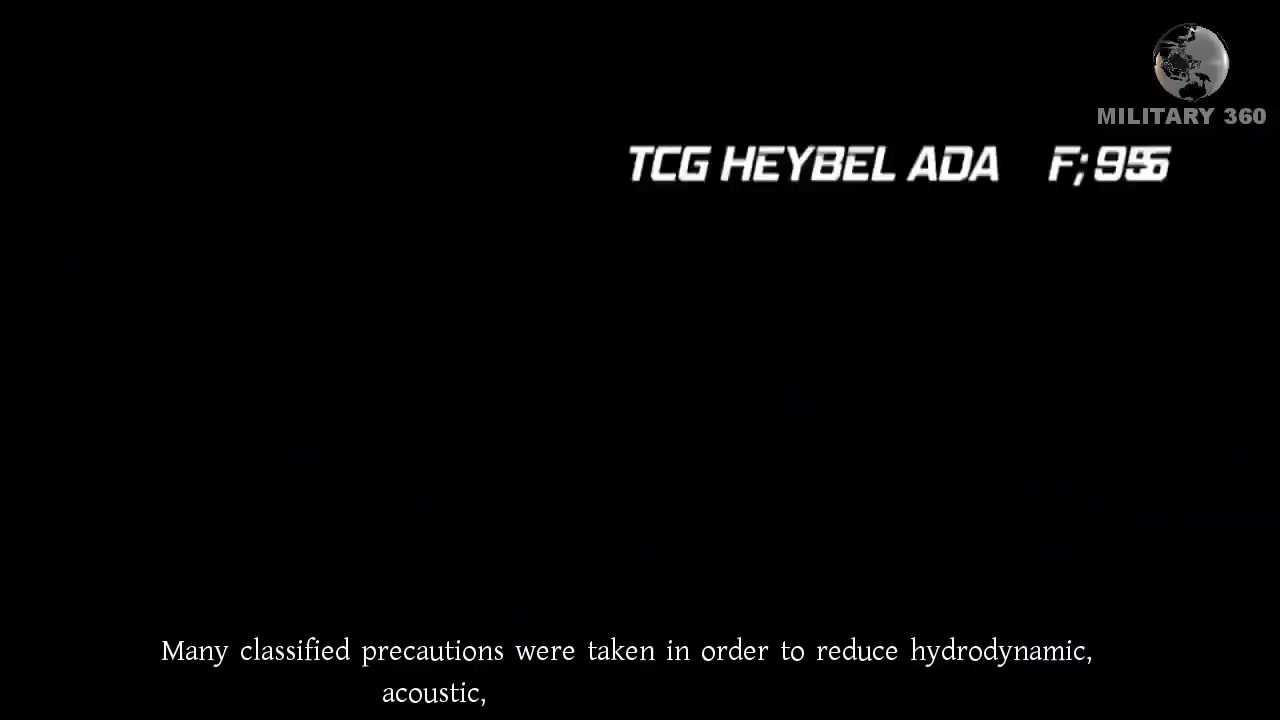 MILITARY 360
TCG HEYBEL ADA F; 956
Many classified precautions were taken in order to reduce hydrodynamic,
acoustic,